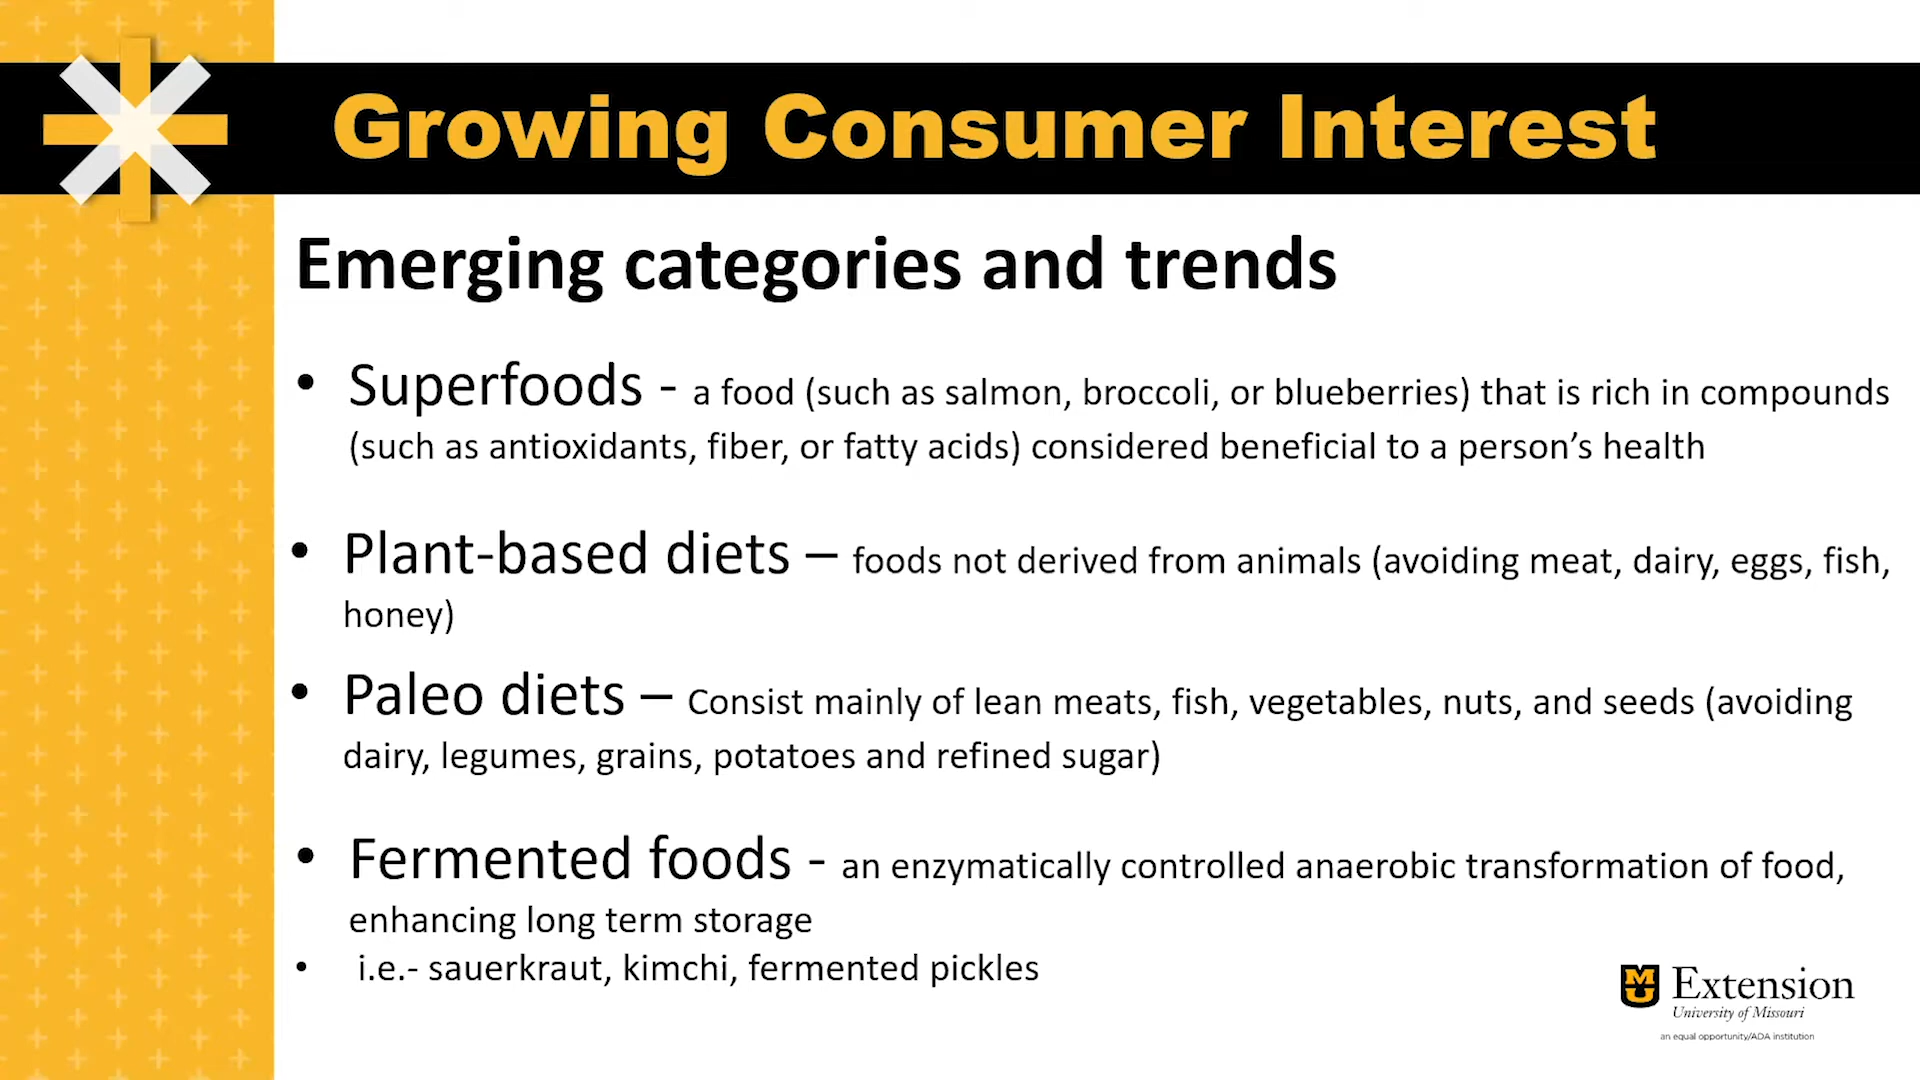 Growing Consumer Interest
Emerging categories and trends
• Superfoods - a food (such as salmon, broccoli, or blueberries) that is rich in compounds
(such as antioxidants, fiber, or fatty acids) considered beneficial to a person’s health
• Plant-based diets – foods not derived from animals (avoiding meat, dairy, eggs, fish,
honey)
• Paleo diets – Consist mainly of lean meats, fish, vegetables, nuts, and seeds (avoiding
dairy, legumes, grains, potatoes and refined sugar)
• Fermented foods - an enzymatically controlled anaerobic transformation of food,
enhancing long term storage
• i.e.- sauerkraut, kimchi, fermented pickles
MU Extension
University of Missouri
an equal opportunity/ADA institution